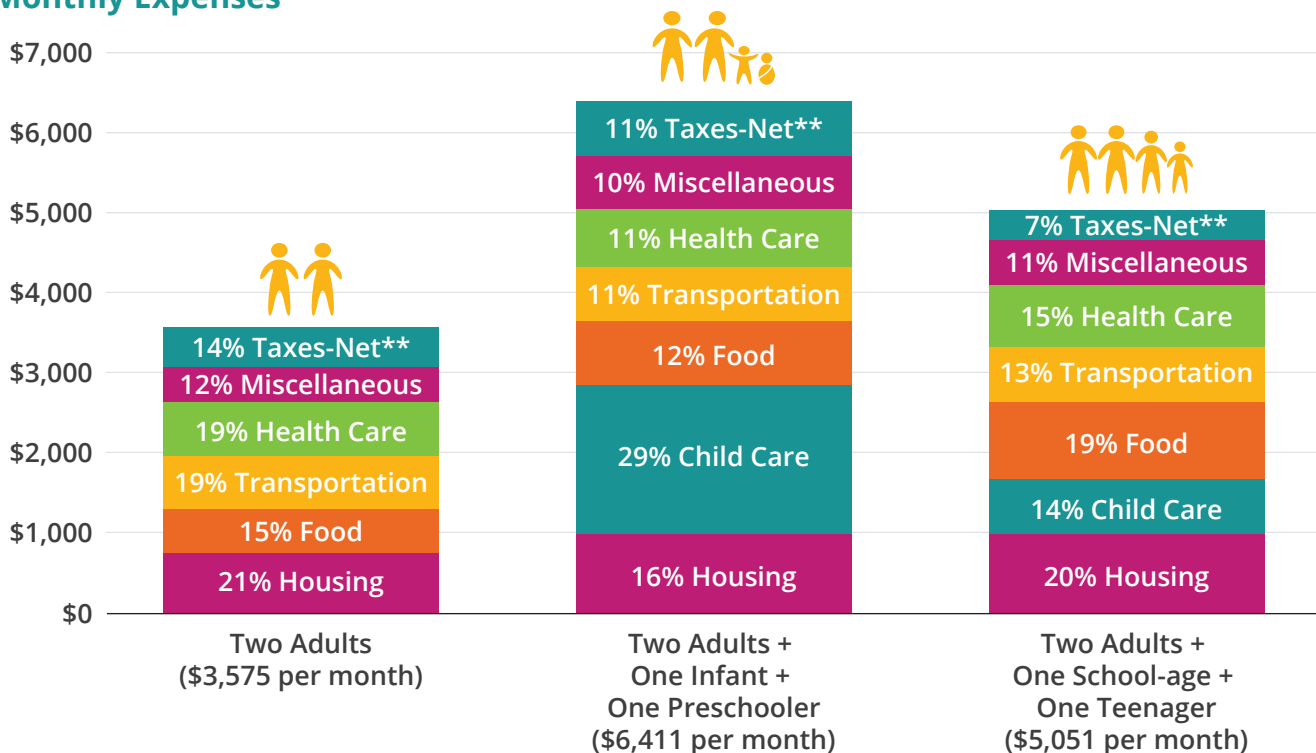 Monthly Expenses
$7,000
$6,000
$5,000
$4,000
$3,000
$2,000
$1,000
$0
14% Taxes-Net**
12% Miscellaneous
19% Health Care
19% Transportation
15% Food
21% Housing
Two Adults
($3,575 per month)
11% Taxes-Net**
10% Miscellaneous
11% Health Care
11% Transportation
12% Food
29% Child Care
16% Housing
Two Adults +
One Infant +
One Preschooler
($6,411 per month)
7% Taxes-Net**
11% Miscellaneous
15% Health Care
13% Transportation
19% Food
14% Child Care
20% Housing
Two Adults +
One School-age +
One Teenager
($5,051 per month)